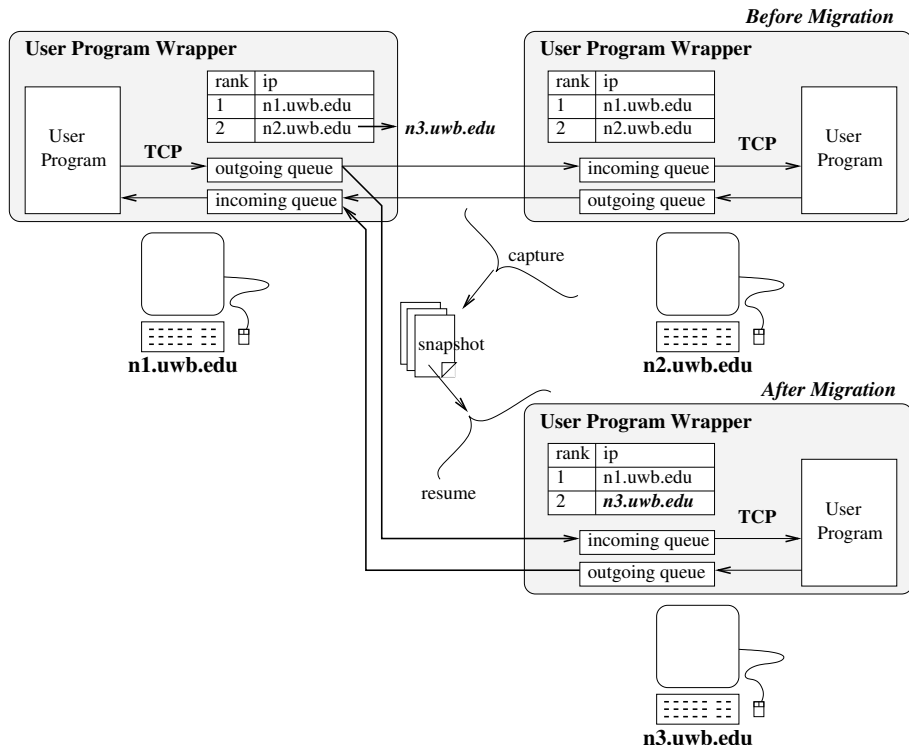 Before Migration
User Program Wrapper
rank ip
1 n1.uwb.edu
2 n2.uwb.edu
n3.uwb.edu
User
Program
TCP
outgoing queue
incoming queue
n1.uwb.edu
User Program Wrapper
rank ip
1 n1.uwb.edu
2 n2.uwb.edu
incoming queue
outgoing queue
TCP
User
Program
n2.uwb.edu
capture
snapshot
resume
After Migration
User Program Wrapper
rank ip
1 n1.uwb.edu
2 n3.uwb.edu
incoming queue
outgoing queue
TCP
User
Program
n3.uwb.edu